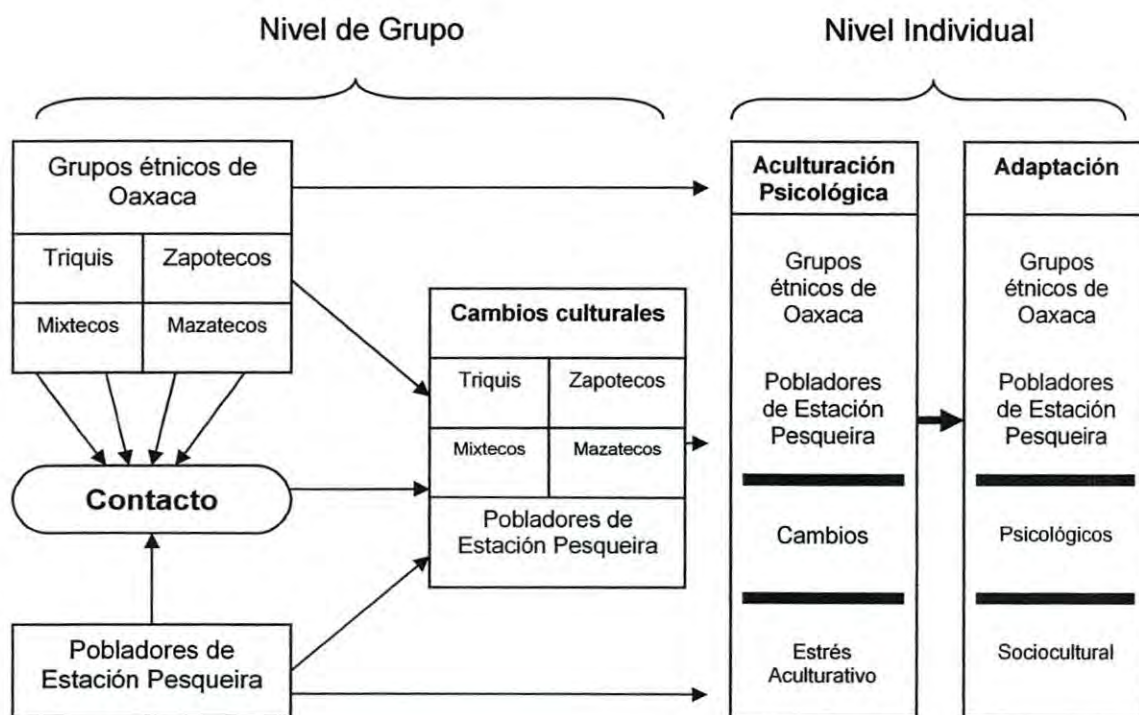 Nivel de Grupo
Nivel Individual
Grupos étnicos de
Oaxaca
Triquis
Zapotecos
Mixtecos
Mazatecos
Contacto
Pobladores de
Estación Pesqueira
Cambios culturales
Triquis
Zapotecos
Mixtecos
Mazatecos
Pobladores de
Estación Pesqueira
Aculturación
Psicológica
Grupos
étnicos de
Oaxaca
Pobladores
de Estación
Pesqueira
Cambios
Estrés
Aculturativo
Adaptación
Grupos
étnicos de
Oaxaca
Pobladores
de Estación
Pesqueira
Psicológicos
Sociocultural